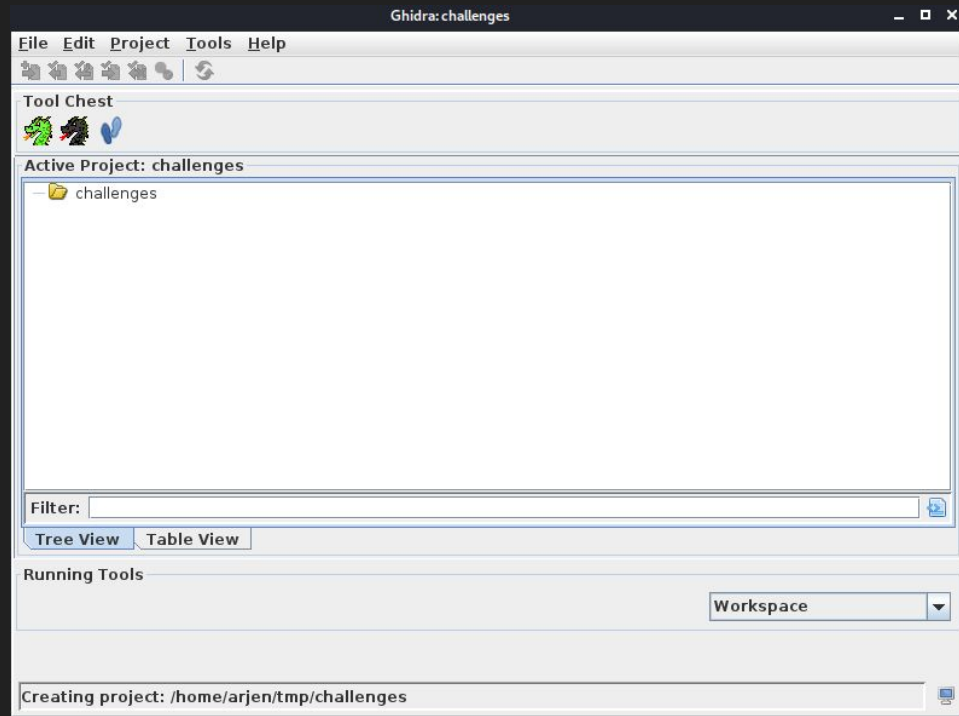 Ghidra: challenges
File Edit Project Tools Help
Tool Chest
Active Project: challenges
challenges
Filter:
Tree View Table View
Running Tools
Workspace
Creating project: /home/arjen/tmp/challenges